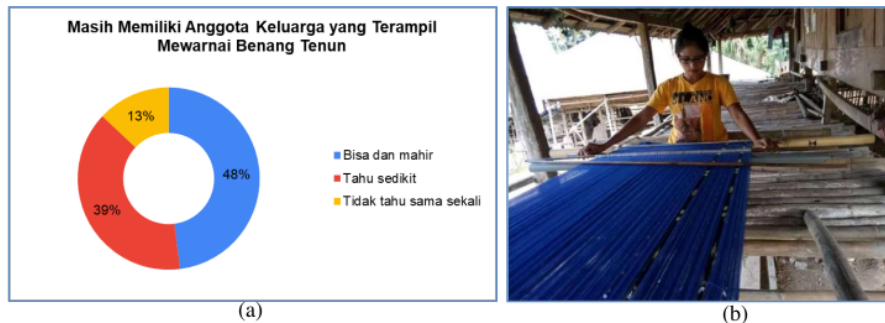 Masih Memiliki Anggota Keluarga yang Terampil
Mewarnai Benang Tenun
13%
48%
39%
Bisa dan mahir
Tahu sedikit
Tidak tahu sama sekali
(a)
(b)